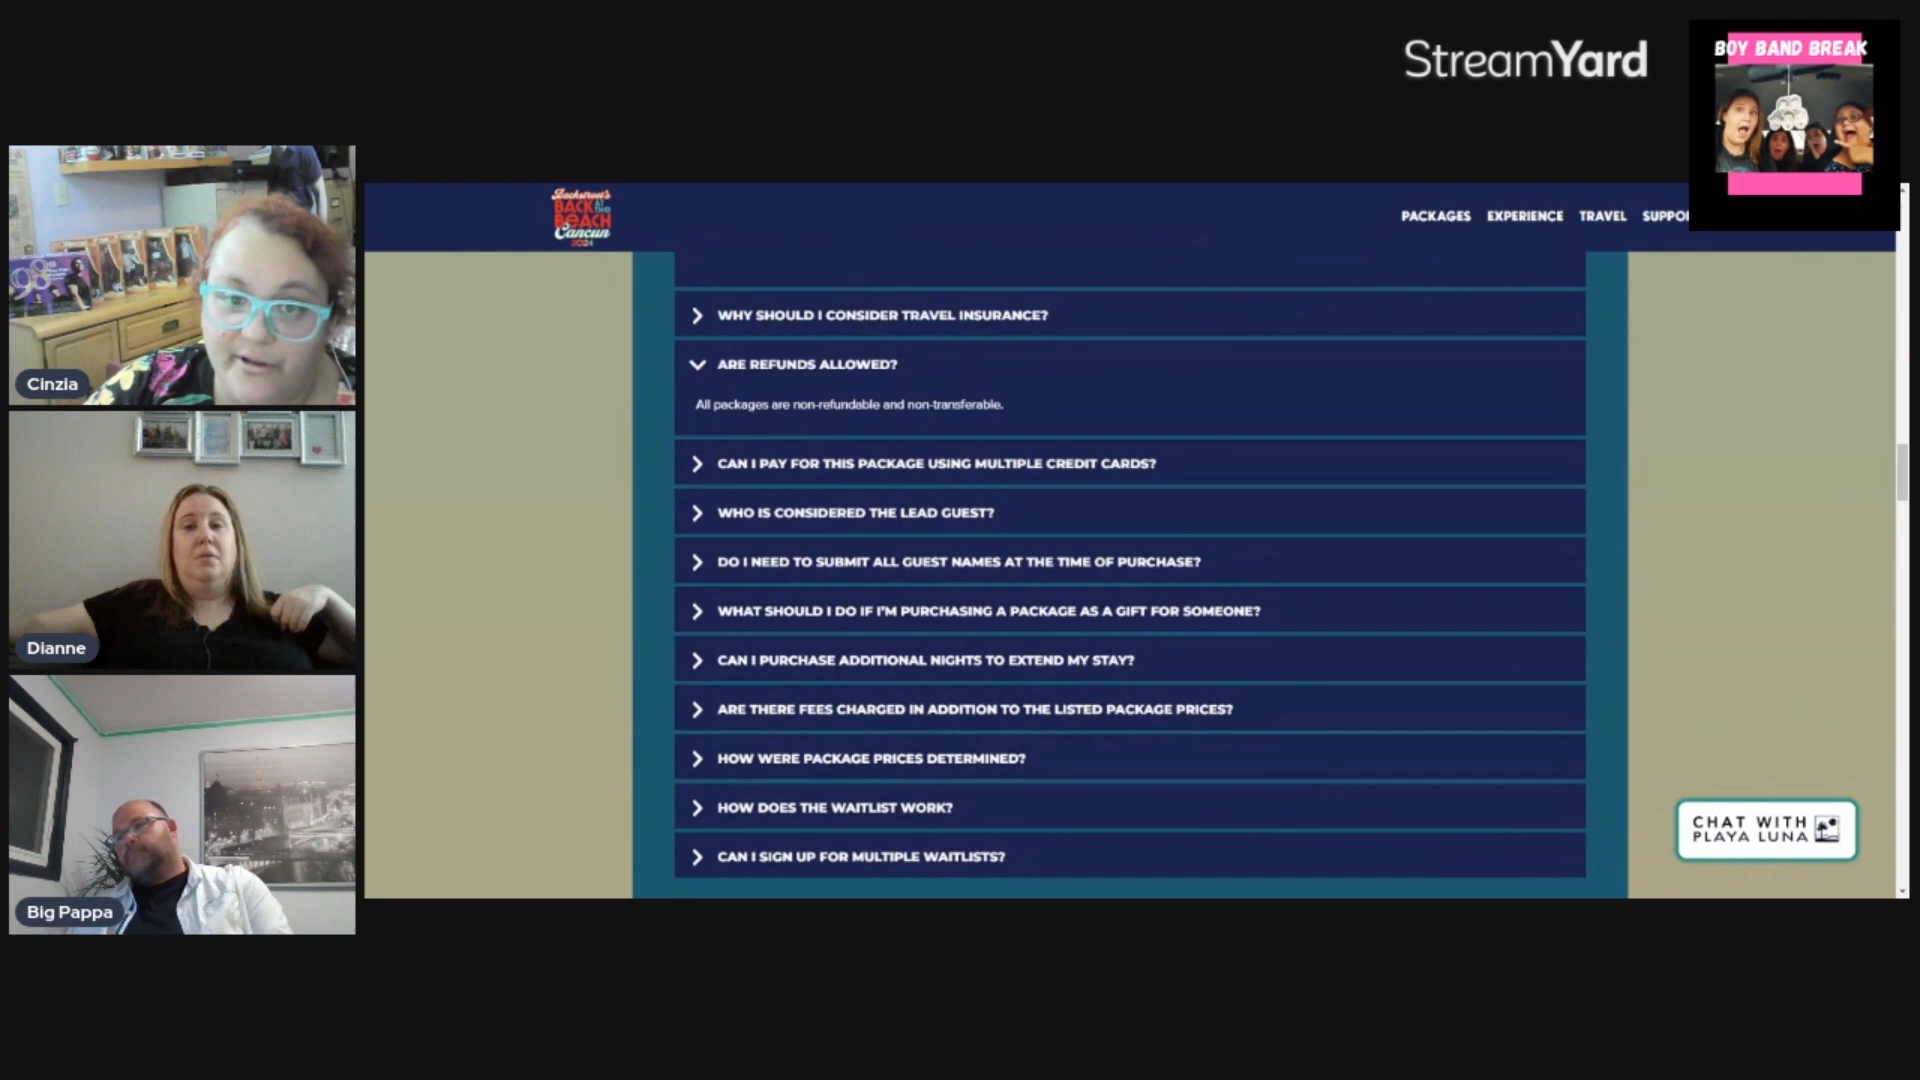 StreamYard
BOY BAND BREAK
Backstreet's
BACK AT THE
BEACH
Cancun
2024
PACKAGES EXPERIENCE TRAVEL SUPPO
98°
Cinzia
Dianne
Big Pappa
WHY SHOULD I CONSIDER TRAVEL INSURANCE?
ARE REFUNDS ALLOWED?
All packages are non-refundable and non-transferable.
CAN I PAY FOR THIS PACKAGE USING MULTIPLE CREDIT CARDS?
WHO IS CONSIDERED THE LEAD GUEST?
DO I NEED TO SUBMIT ALL GUEST NAMES AT THE TIME OF PURCHASE?
WHAT SHOULD I DO IF I'M PURCHASING A PACKAGE AS A GIFT FOR SOMEONE?
CAN I PURCHASE ADDITIONAL NIGHTS TO EXTEND MY STAY?
ARE THERE FEES CHARGED IN ADDITION TO THE LISTED PACKAGE PRICES?
HOW WERE PACKAGE PRICES DETERMINED?
HOW DOES THE WAITLIST WORK?
CAN I SIGN UP FOR MULTIPLE WAITLISTS?
CHAT WITH
PLAYA LUNA